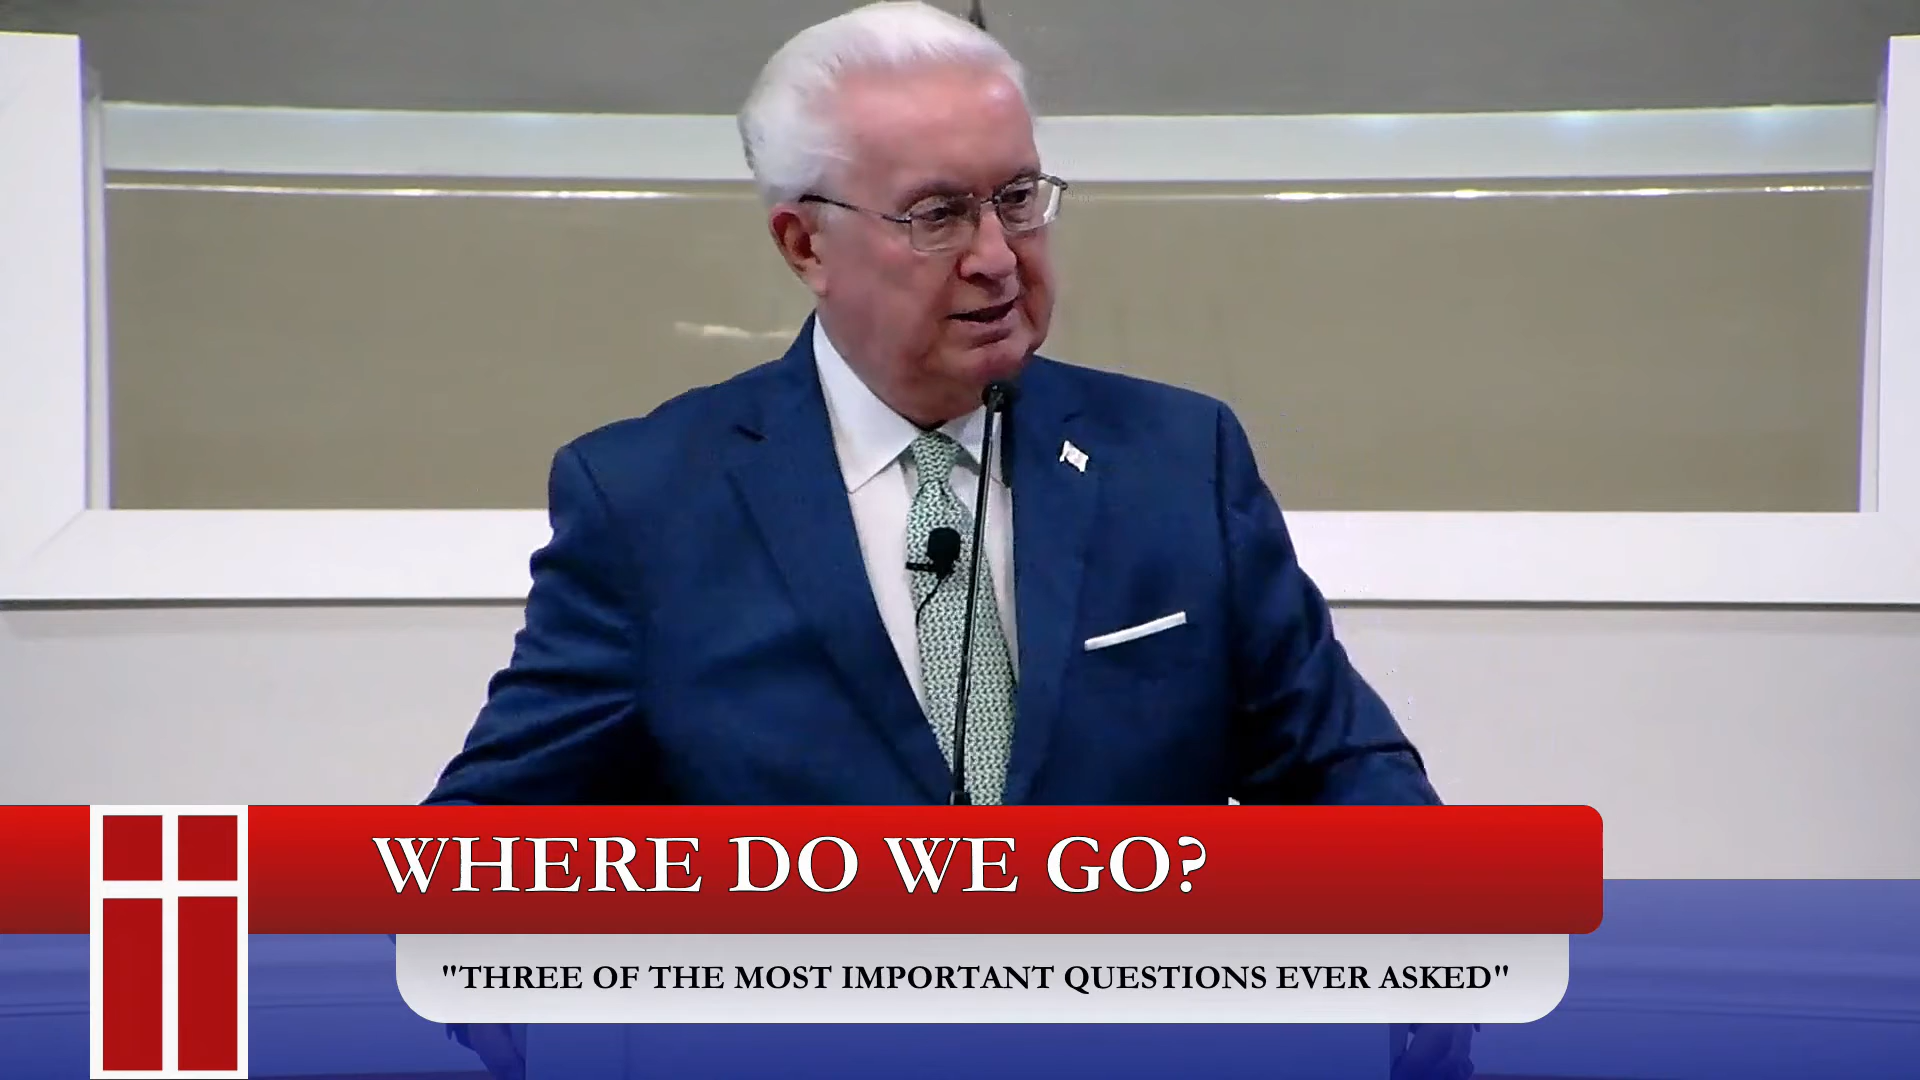 WHERE DO WE GO?
"THREE OF THE MOST IMPORTANT QUESTIONS EVER ASKED"